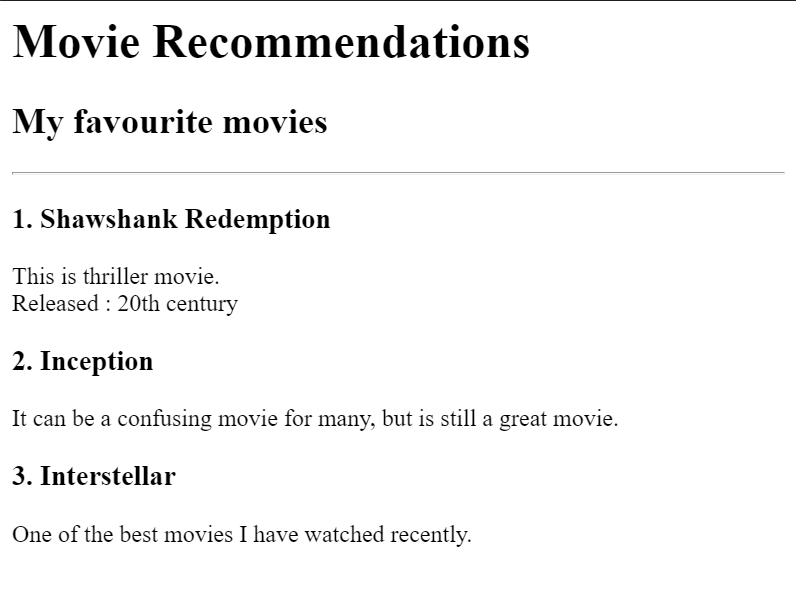 Movie Recommendations
My favourite movies
1. Shawshank Redemption
This is thriller movie.
Released : 20th century
2. Inception
It can be a confusing movie for many, but is still a great movie.
3. Interstellar
One of the best movies I have watched recently.